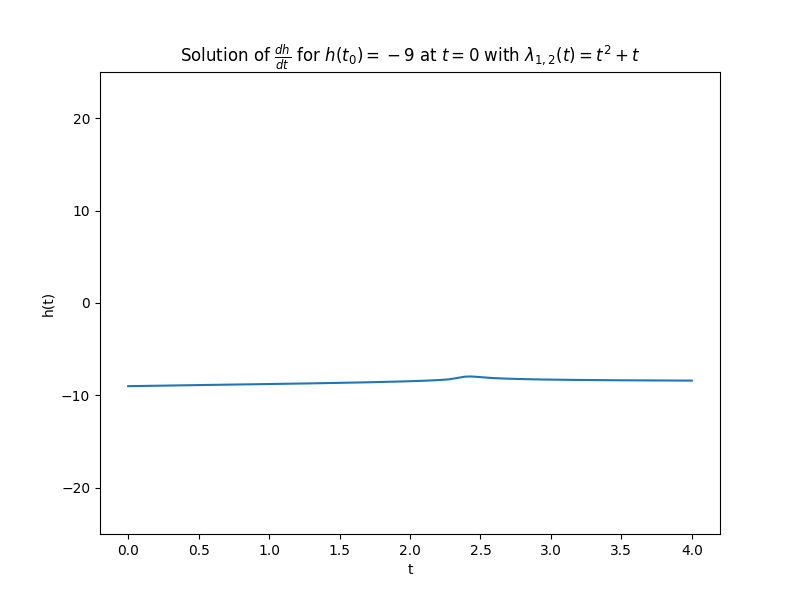 Solution of $\frac{dh}{dt}$ for $h(t_0) = -9$ at $t = 0$ with $\lambda_{1,2}(t) = t^2 + t$
20
10
0
−10
−20
h(t)
0.0 0.5 1.0 1.5 2.0 2.5 3.0 3.5 4.0
t